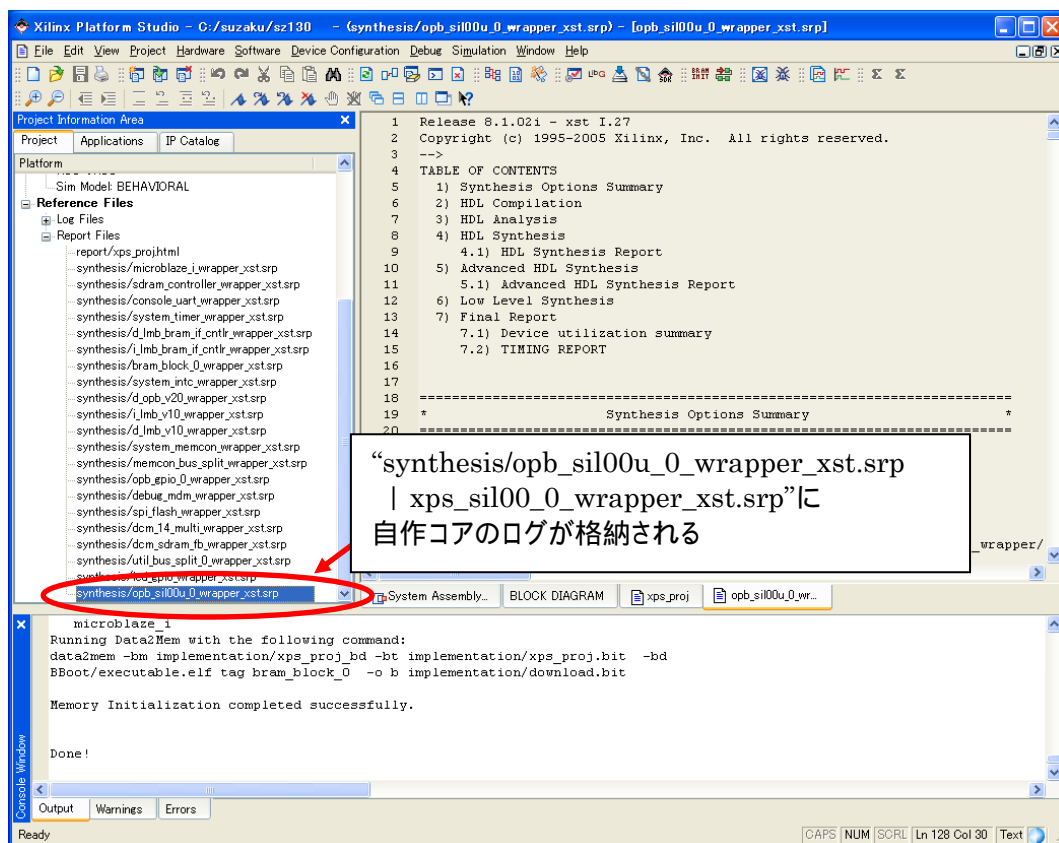 Xilinx Platform Studio - C:/suzaku/sz130 - (synthesis/opb_sil00u_0_wrapper_xst.srp) - [opb_sil00u_0_wrapper_xst.srp]
File Edit View Project Hardware Software Device Configuration Debug Simulation Window Help
Project Information Area
Project Applications IP Catalog
Platform
Sim Model: BEHAVIORAL
Reference Files
Log Files
Report Files
report/xps_proj.html
synthesis/microblaze_i_wrapper_xst.srp
synthesis/sdram_controller_wrapper_xst.srp
synthesis/console_uart_wrapper_xst.srp
synthesis/system_timer_wrapper_xst.srp
synthesis/d_lmb_bram_if_cntlr_wrapper_xst.srp
synthesis/i_lmb_bram_if_cntlr_wrapper_xst.srp
synthesis/bram_block_0_wrapper_xst.srp
synthesis/system_intc_wrapper_xst.srp
synthesis/d_opb_v20_wrapper_xst.srp
synthesis/i_lmb_v10_wrapper_xst.srp
synthesis/d_lmb_v10_wrapper_xst.srp
synthesis/system_memcon_wrapper_xst.srp
synthesis/memcon_bus_split_wrapper_xst.srp
synthesis/opb_gpio_0_wrapper_xst.srp
synthesis/debug_mdm_wrapper_xst.srp
synthesis/spi_flash_wrapper_xst.srp
synthesis/dcm_14_multi_wrapper_xst.srp
synthesis/dcm_sdram_fb_wrapper_xst.srp
synthesis/util_bus_split_0_wrapper_xst.srp
synthesis/led_gpio_wrapper_xst.srp
synthesis/opb_sil00u_0_wrapper_xst.srp
1 Release 8.1.02i - xst I.27
2 Copyright (c) 1995-2005 Xilinx, Inc. All rights reserved.
3 -->
4 TABLE OF CONTENTS
5 1) Synthesis Options Summary
6 2) HDL Compilation
7 3) HDL Analysis
8 4) HDL Synthesis
9 4.1) HDL Synthesis Report
10 5) Advanced HDL Synthesis
11 5.1) Advanced HDL Synthesis Report
12 6) Low Level Synthesis
13 7) Final Report
14 7.1) Device utilization summary
15 7.2) TIMING REPORT
16
17
18 =========================================================================
19 * Synthesis Options Summary *
20 =========================================================================
“synthesis/opb_sil00u_0_wrapper_xst.srp
| xps_sil00_0_wrapper_xst.srp”に
自作コアのログが格納される
_wrapper/
System Assembly... BLOCK DIAGRAM xps_proj opb_sil00u_0_wr...
microblaze_i
Running Data2Mem with the following command:
data2mem -bm implementation/xps_proj_bd -bt implementation/xps_proj.bit -bd
BBoot/executable.elf tag bram_block_0 -o b implementation/download.bit
Memory Initialization completed successfully.
Done!
Console Window
Output Warnings Errors
Ready CAPS NUM SCRL Ln 128 Col 30 Text